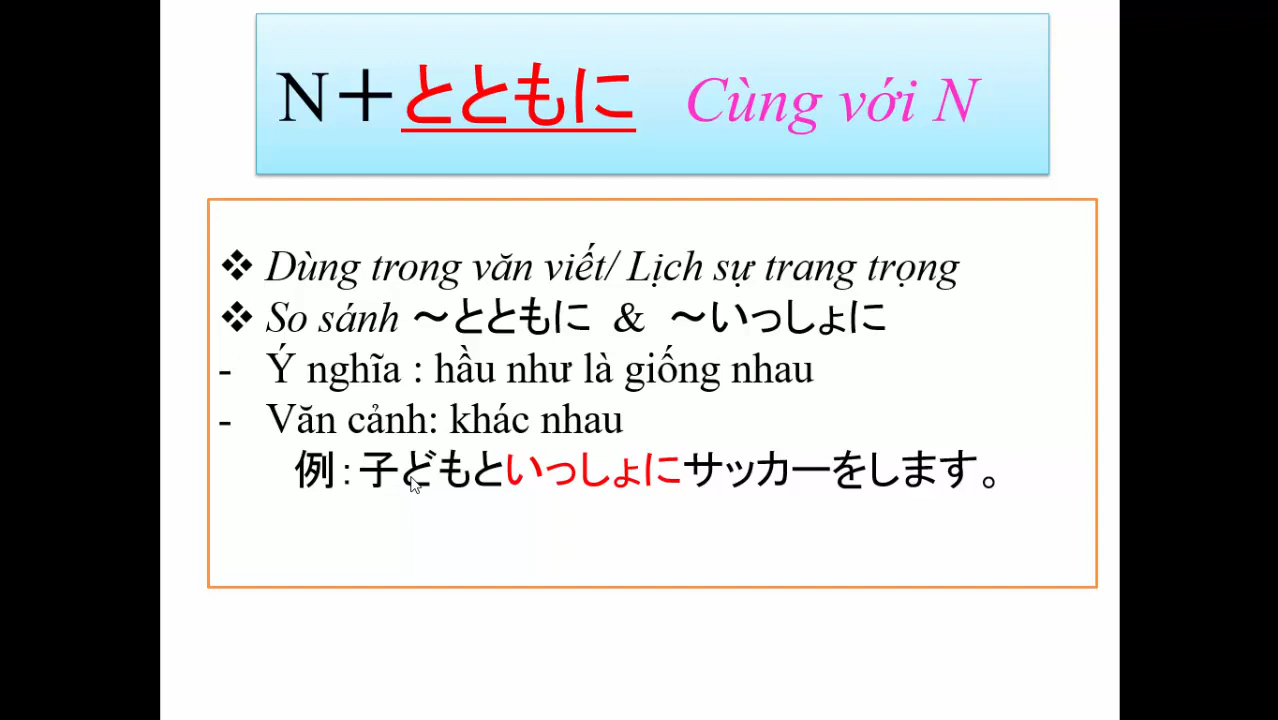 N＋とともに Cùng với N
❖ Dùng trong văn viết/ Lịch sự trang trọng
❖ So sánh ～とともに & ～いっしょに
- Ý nghĩa : hầu như là giống nhau
- Văn cảnh: khác nhau
例：子どもといっしょにサッカーをします。